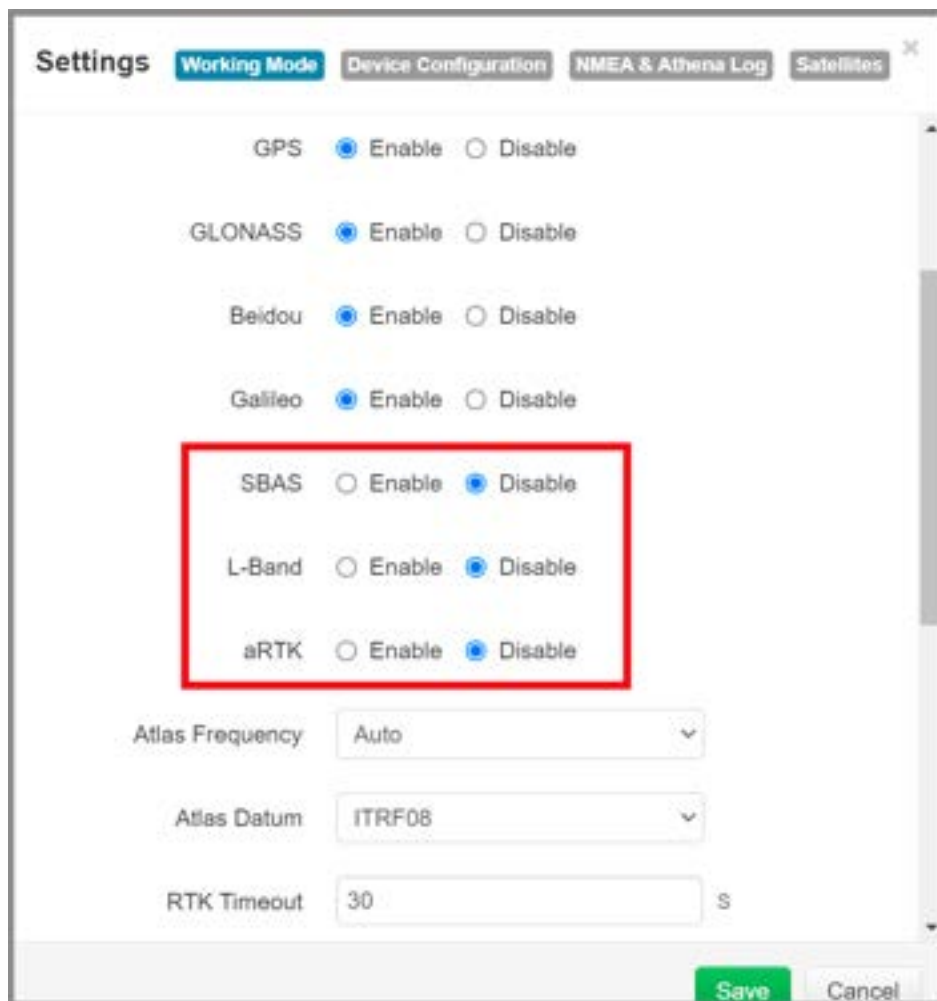 Settings Working Mode Device Configuration NMEA & Athena Log Satellites ×
GPS Enable Disable
GLONASS Enable Disable
Beidou Enable Disable
Galileo Enable Disable
SBAS Enable Disable
L-Band Enable Disable
aRTK Enable Disable
Atlas Frequency Auto
Atlas Datum ITRF08
RTK Timeout 30 S
Save Cancel